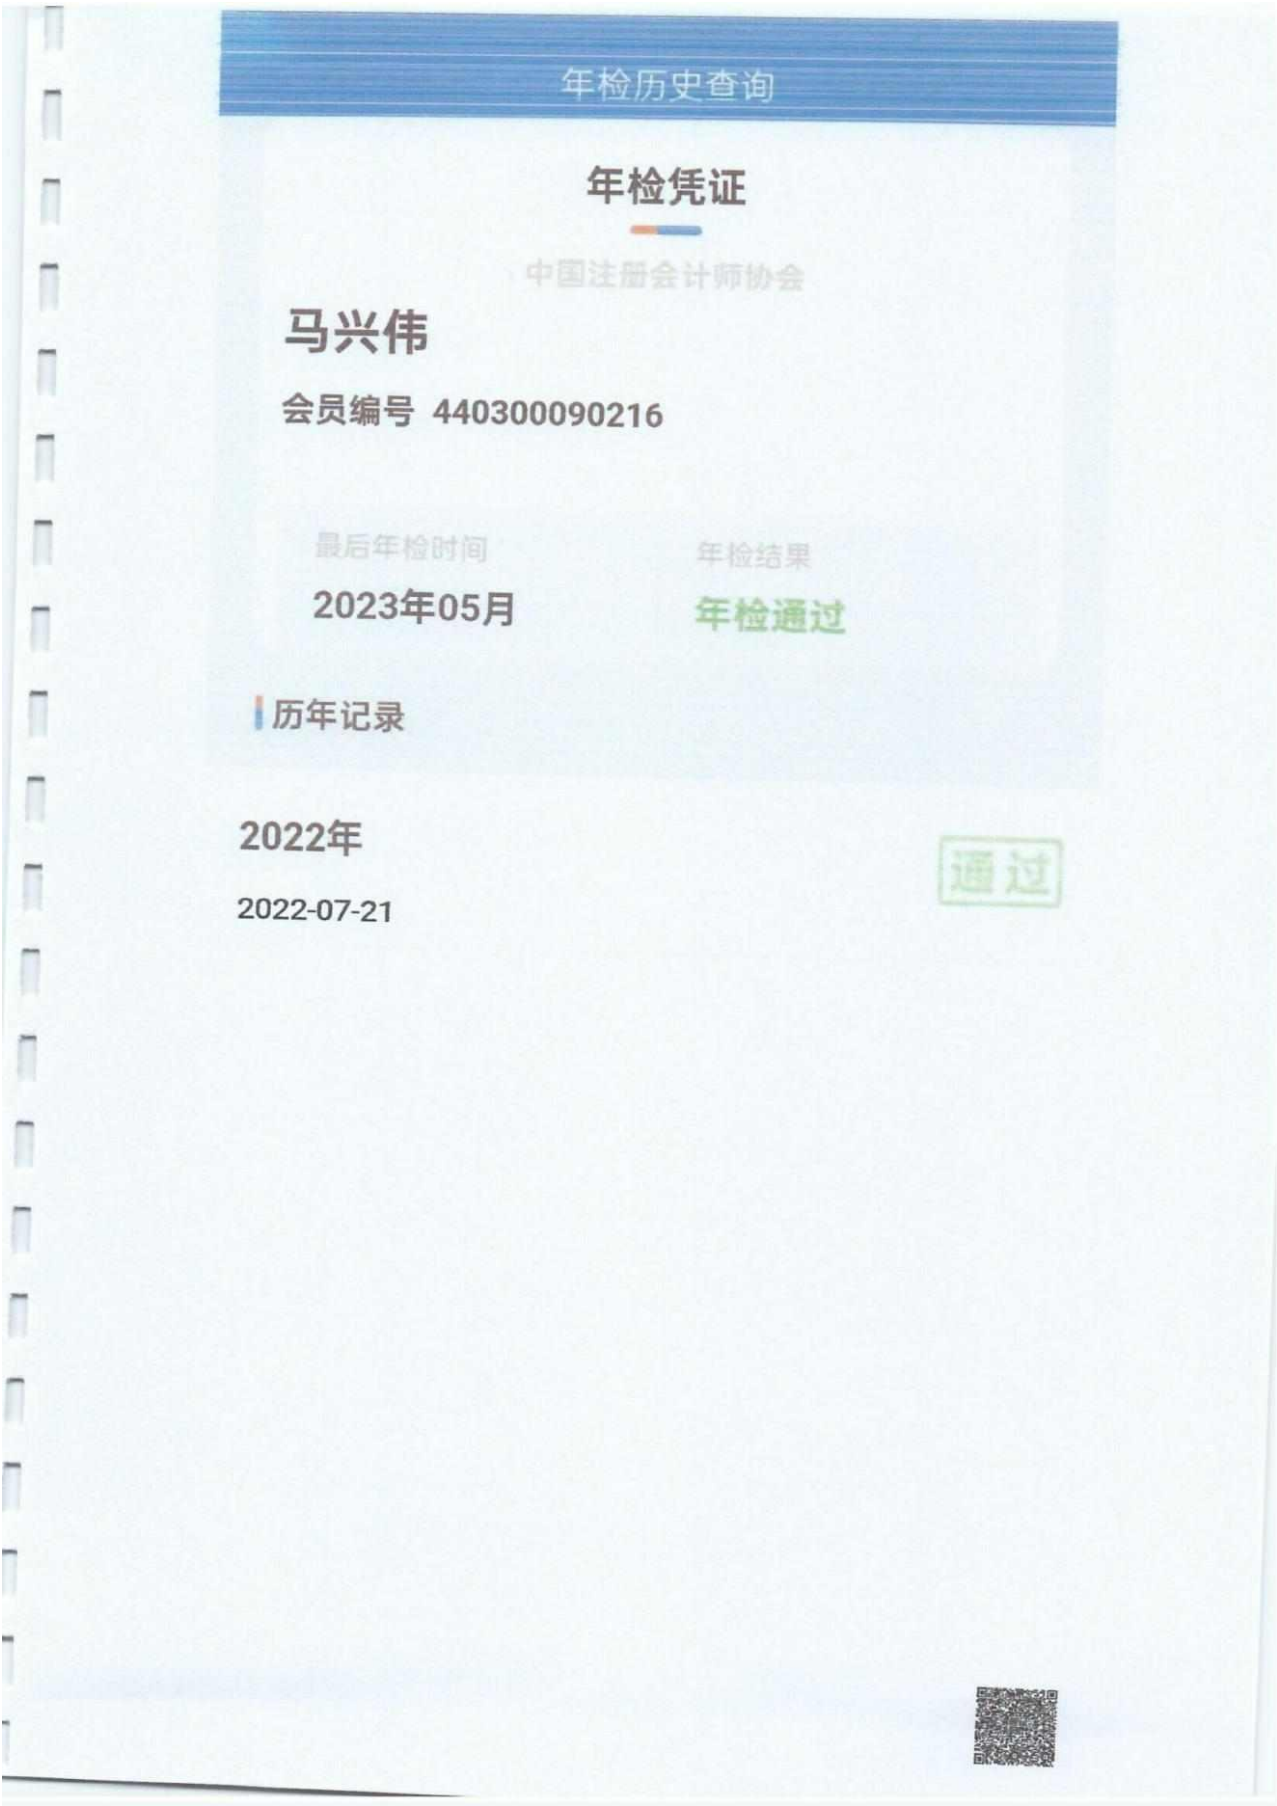 年检历史查询
年检凭证
中国注册会计师协会
马兴伟
会员编号 440300090216
最后年检时间 年检结果
2023年05月 年检通过
历年记录
2022年
通过
2022-07-21